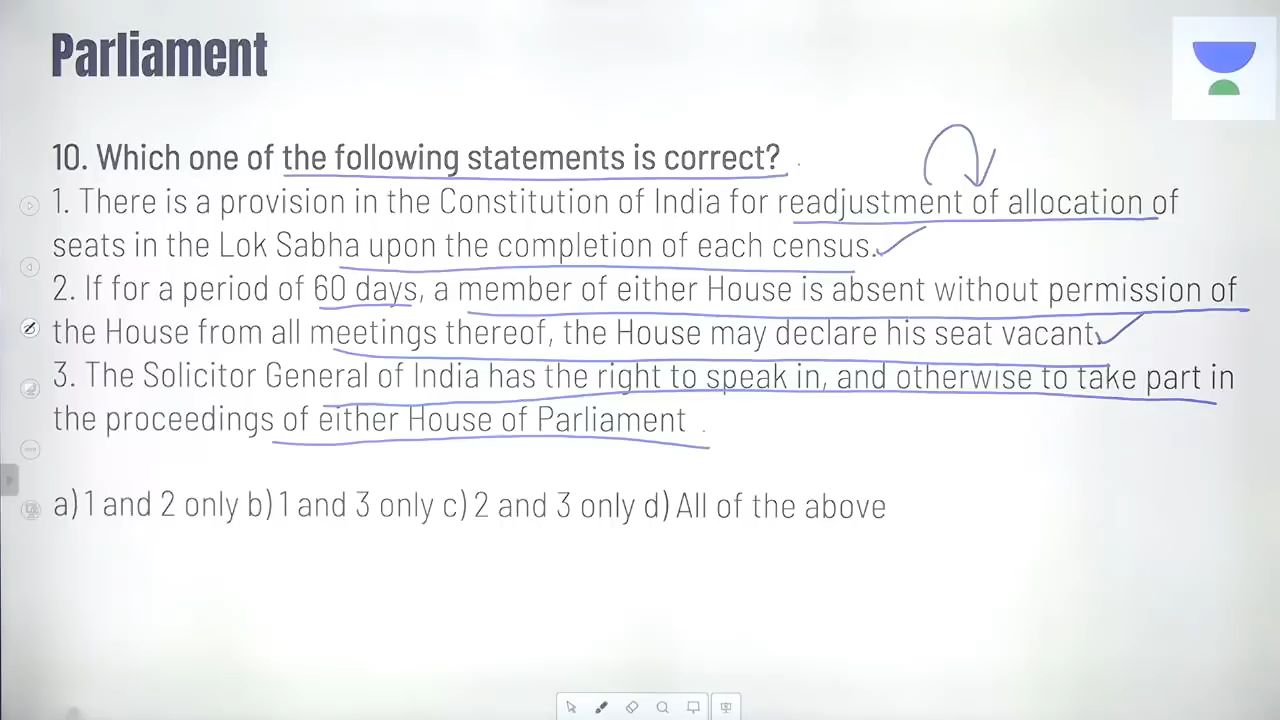 Parliament
10. Which one of the following statements is correct?
1. There is a provision in the Constitution of India for readjustment of allocation of
seats in the Lok Sabha upon the completion of each census.
2. If for a period of 60 days, a member of either House is absent without permission of
the House from all meetings thereof, the House may declare his seat vacant.
3. The Solicitor General of India has the right to speak in, and otherwise to take part in
the proceedings of either House of Parliament
a) 1 and 2 only b) 1 and 3 only c) 2 and 3 only d) All of the above